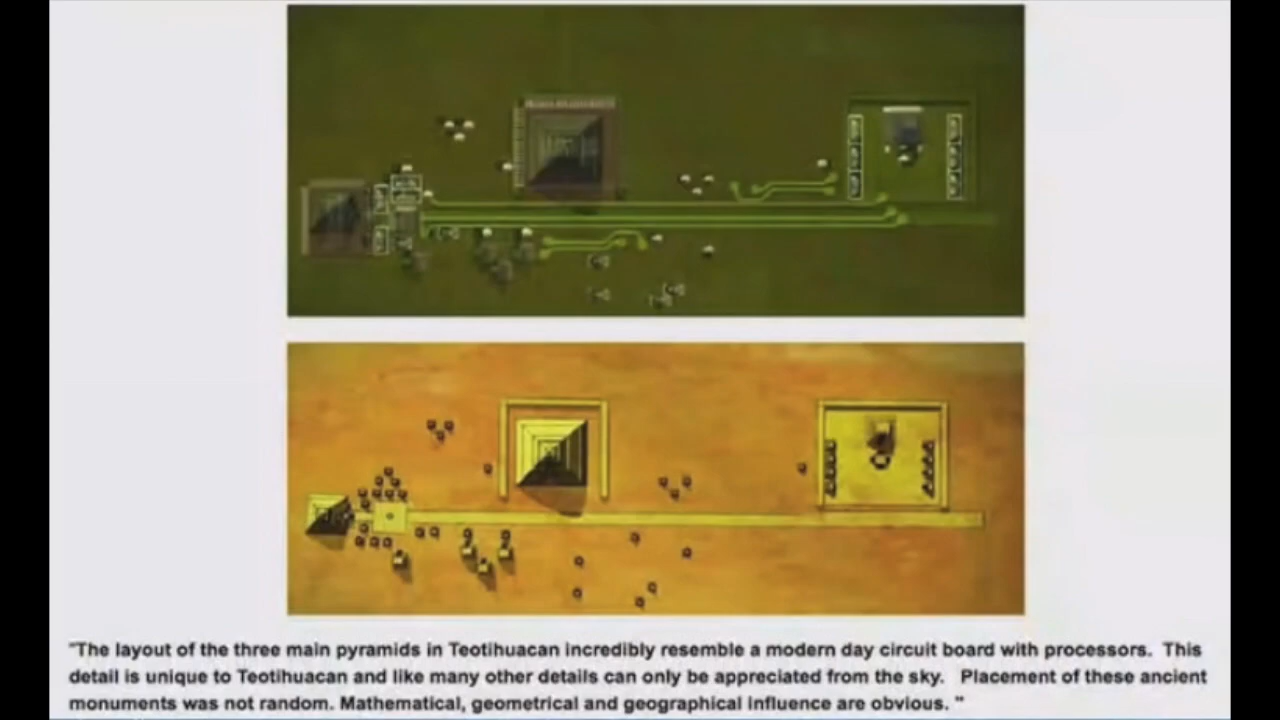 "The layout of the three main pyramids in Teotihuacan incredibly resemble a modern day circuit board with processors.  This
detail is unique to Teotihuacan and like many other details can only be appreciated from the sky.   Placement of these ancient
monuments was not random. Mathematical, geometrical and geographical influence are obvious. "